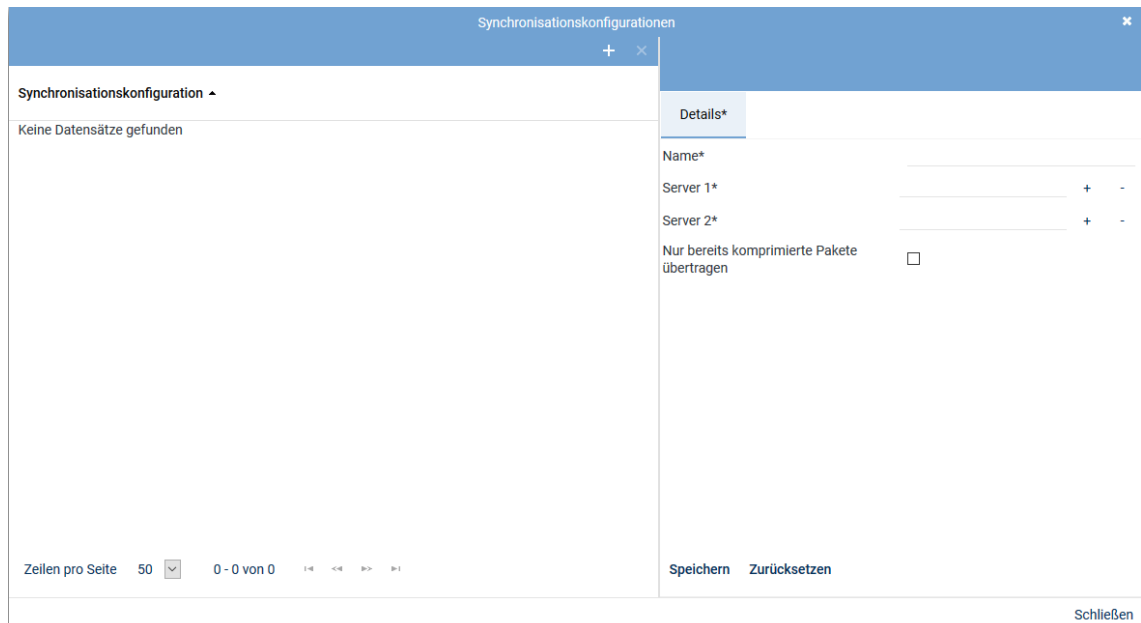 Synchronisationskonfigurationen
Synchronisationskonfiguration
Keine Datensätze gefunden
Zeilen pro Seite 50 0 - 0 von 0
Details*
Name*
Server 1* + -
Server 2* + -
Nur bereits komprimierte Pakete
übertragen
Speichern Zurücksetzen
Schließen